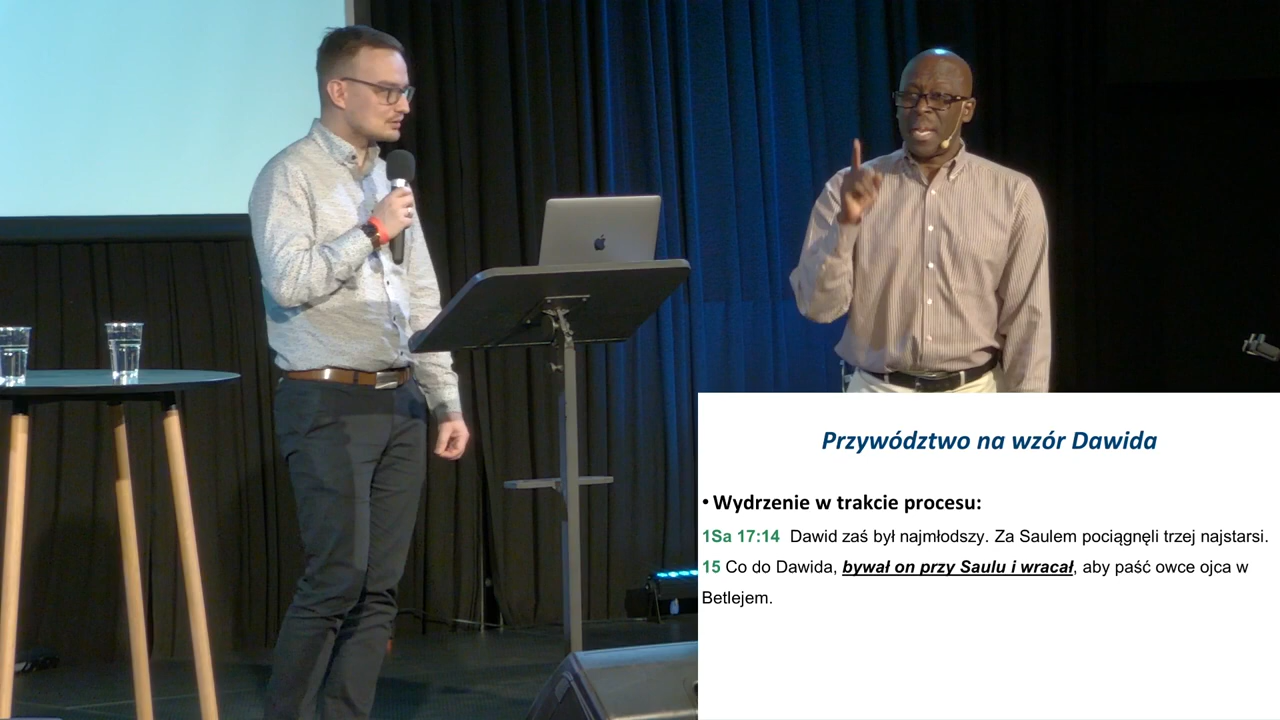 Przywództwo na wzór Dawida
• Wydrzenie w trakcie procesu:
1Sa 17:14 Dawid zaś był najmłodszy. Za Saulem pociągnęli trzej najstarsi.
15 Co do Dawida, bywał on przy Saulu i wracał, aby paść owce ojca w
Betlejem.